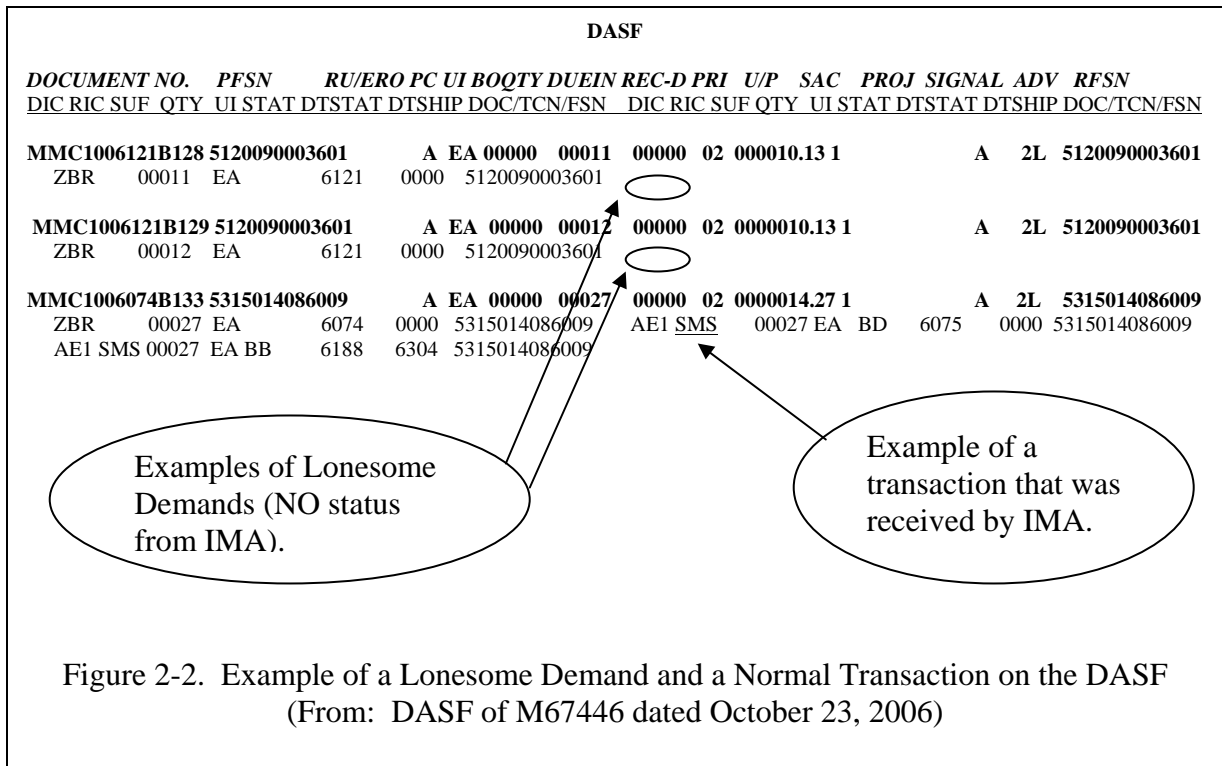 DASF
DOCUMENT NO. PFSN RU/ERO PC UI BOQTY DUEIN REC-D PRI U/P SAC PROJ SIGNAL ADV RFSN
DIC RIC SUF QTY UI STAT DTSTAT DTSHIP DOC/TCN/FSN DIC RIC SUF QTY UI STAT DTSTAT DTSHIP DOC/TCN/FSN
MMC1006121B128 5120090003601 A EA 00000 00011 00000 02 000010.13 1 A 2L 5120090003601
ZBR 00011 EA 6121 0000 5120090003601
MMC1006121B129 5120090003601 A EA 00000 00012 00000 02 0000010.13 1 A 2L 5120090003601
ZBR 00012 EA 6121 0000 5120090003601
MMC1006074B133 5315014086009 A EA 00000 00027 00000 02 0000014.27 1 A 2L 5315014086009
ZBR 00027 EA 6074 0000 5315014086009 AE1 SMS 00027 EA BD 6075 0000 5315014086009
AE1 SMS 00027 EA BB 6188 6304 5315014086009
Examples of Lonesome
Demands (NO status
from IMA).
Example of a
transaction that was
received by IMA.
Figure 2-2. Example of a Lonesome Demand and a Normal Transaction on the DASF
(From: DASF of M67446 dated October 23, 2006)